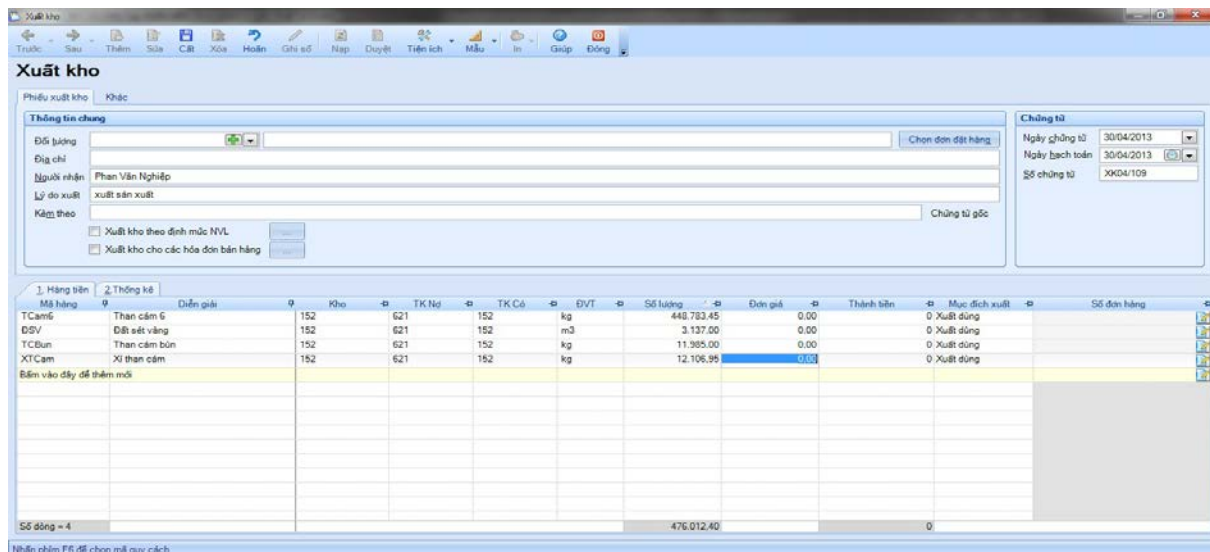 Xuất kho
Trước Sau Thêm Sửa Cất Xóa Hoãn Ghi sổ Nạp Duyệt Tiện ích Mẫu In Giúp Đóng
Xuất kho
Phiếu xuất kho Khác
Thông tin chung Chứng từ
Đối tượng Chọn đơn đặt hàng Ngày chứng từ 30/04/2013
Địa chỉ Ngày hạch toán 30/04/2013
Người nhận Phan Văn Nghiệp Số chứng từ XK04/109
Lý do xuất xuất sản xuất
Kèm theo Chứng từ gốc
Xuất kho theo định mức NVL ...
Xuất kho cho các hóa đơn bán hàng ...
1. Hàng tiền 2.Thống kê
Mã hàng Diễn giải Kho TK Nợ TK Có ĐVT Số lượng Đơn giá Thành tiền Mục đích xuất Số đơn hàng
TCam6 Than cám 6 152 621 152 kg 448.783,45 0,00 0 Xuất dùng
ĐSV Đất sét vàng 152 621 152 m3 3.137,00 0,00 0 Xuất dùng
TCBun Than cám bùn 152 621 152 kg 11.985,00 0,00 0 Xuất dùng
XTCam Xỉ than cám 152 621 152 kg 12.106,95 0,00 0 Xuất dùng
Bấm vào đây để thêm mới
Số dòng = 4 476.012,40 0
Nhấn phím F6 để chọn mã quy cách